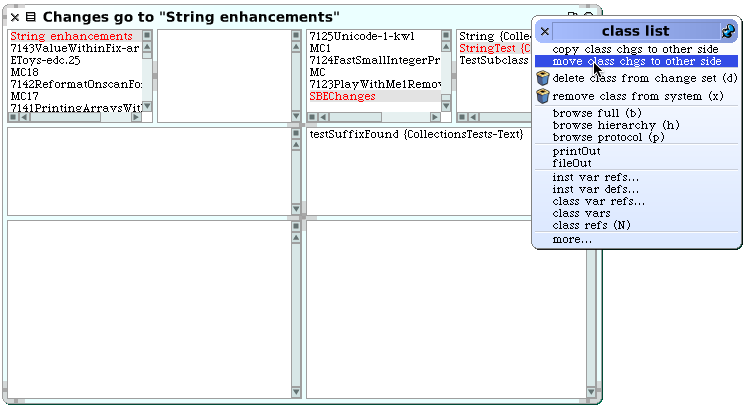 Changes go to "String enhancements"
String enhancements
7143ValueWithinFix-ar
EToys-edc.25
MC18
7142ReformatOnscanFo
MC17
7141PrintingArraysWith
7125Unicode-1-kwl
MC1
7124FastSmallIntegerPr
MC
7123PlayWithMe1Remov
SBEChanges
String {Collec
StringTest {C
TestSubclass
testSuffixFound {CollectionsTests-Text}
class list
copy class chgs to other side
move class chgs to other side
delete class from change set (d)
remove class from system (x)
browse full (b)
browse hierarchy (h)
browse protocol (p)
printOut
fileOut
inst var refs...
inst var defs...
class var refs...
class vars
class refs (N)
more...